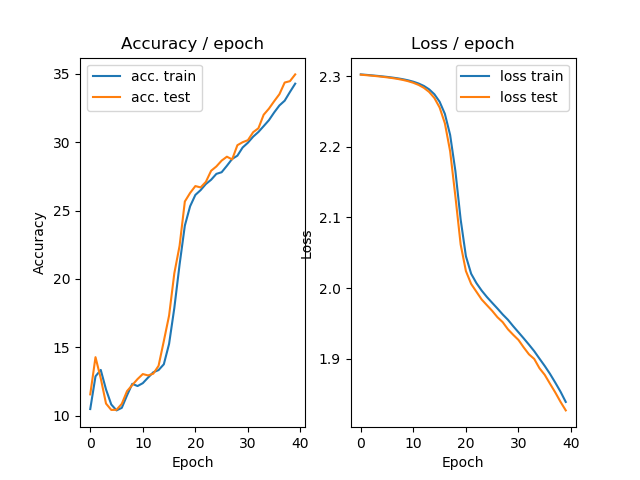 Accuracy / epoch
35
30
25
20
15
10
0
10
20
30
40
Accuracy
Epoch
acc. train
acc. test
Loss / epoch
2.3
2.2
2.1
2.0
1.9
0
10
20
30
40
Loss
Epoch
loss train
loss test